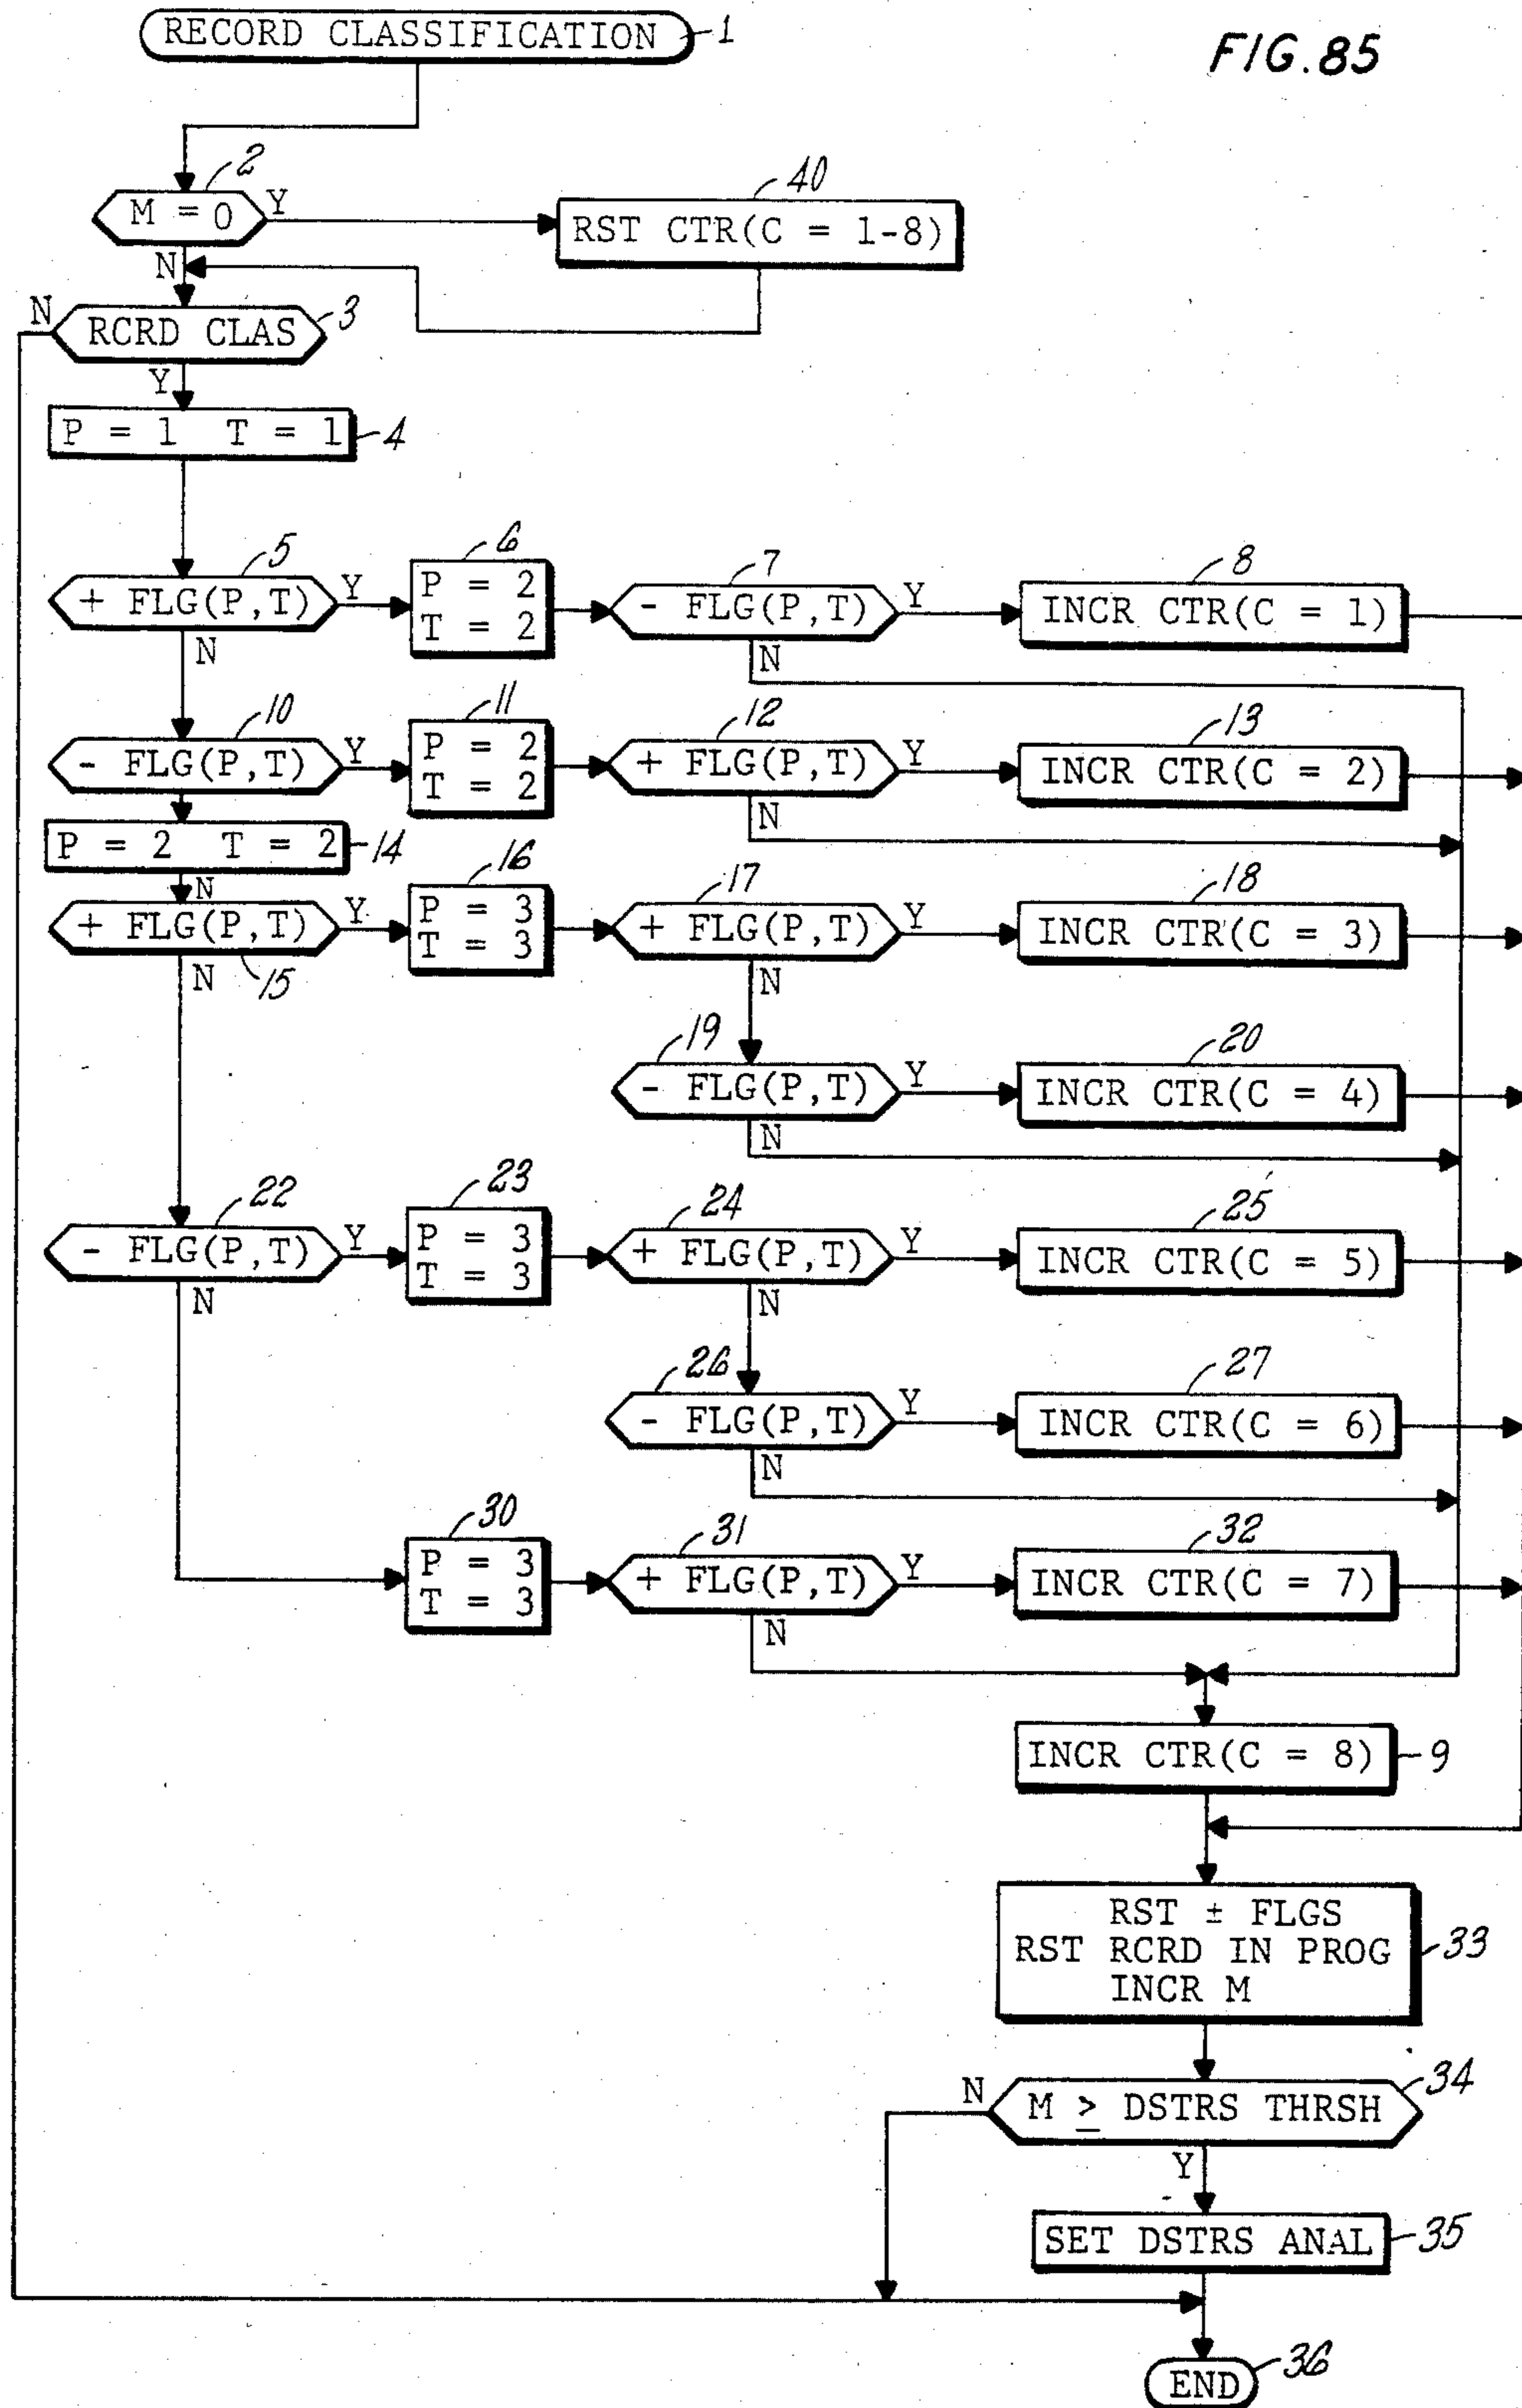 RECORD CLASSIFICATION
1
FIG. 85
2
M = 0
Y
40
RST CTR(C = 1-8)
N
N
RCRD CLAS
3
Y
P = 1 T = 1
4
5
+ FLG(P,T)
Y
N
6
P = 2
T = 2
7
- FLG(P,T)
Y
N
8
INCR CTR(C = 1)
10
- FLG(P,T)
Y
11
P = 2
T = 2
12
+ FLG(P,T)
Y
N
13
INCR CTR(C = 2)
P = 2 T = 2
14
N
+ FLG(P,T)
Y
15
N
16
P = 3
T = 3
17
+ FLG(P,T)
Y
N
18
INCR CTR(C = 3)
19
- FLG(P,T)
Y
N
20
INCR CTR(C = 4)
22
- FLG(P,T)
Y
N
23
P = 3
T = 3
24
+ FLG(P,T)
Y
N
25
INCR CTR(C = 5)
26
- FLG(P,T)
Y
N
27
INCR CTR(C = 6)
30
P = 3
T = 3
31
+ FLG(P,T)
Y
N
32
INCR CTR(C = 7)
INCR CTR(C = 8)
9
RST ± FLGS
RST RCRD IN PROG
INCR M
33
N
M ≥ DSTRS THRSH
34
Y
SET DSTRS ANAL
35
END
36